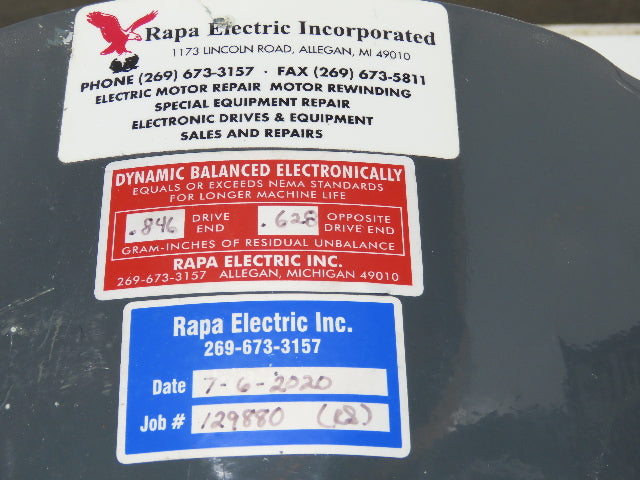 Rapa Electric Incorporated
1173 LINCOLN ROAD, ALLEGAN, MI 49010
PHONE (269) 673-3157 · FAX (269) 673-5811
ELECTRIC MOTOR REPAIR MOTOR REWINDING
SPECIAL EQUIPMENT REPAIR
ELECTRONIC DRIVES & EQUIPMENT
SALES AND REPAIRS
DYNAMIC BALANCED ELECTRONICALLY
EQUALS OR EXCEEDS NEMA STANDARDS
FOR LONGER MACHINE LIFE
.846 DRIVE END .628 OPPOSITE DRIVE END
GRAM-INCHES OF RESIDUAL UNBALANCE
RAPA ELECTRIC INC.
269-673-3157 ALLEGAN, MICHIGAN 49010
Rapa Electric Inc.
269-673-3157
Date 7-6-2020
Job # 129880